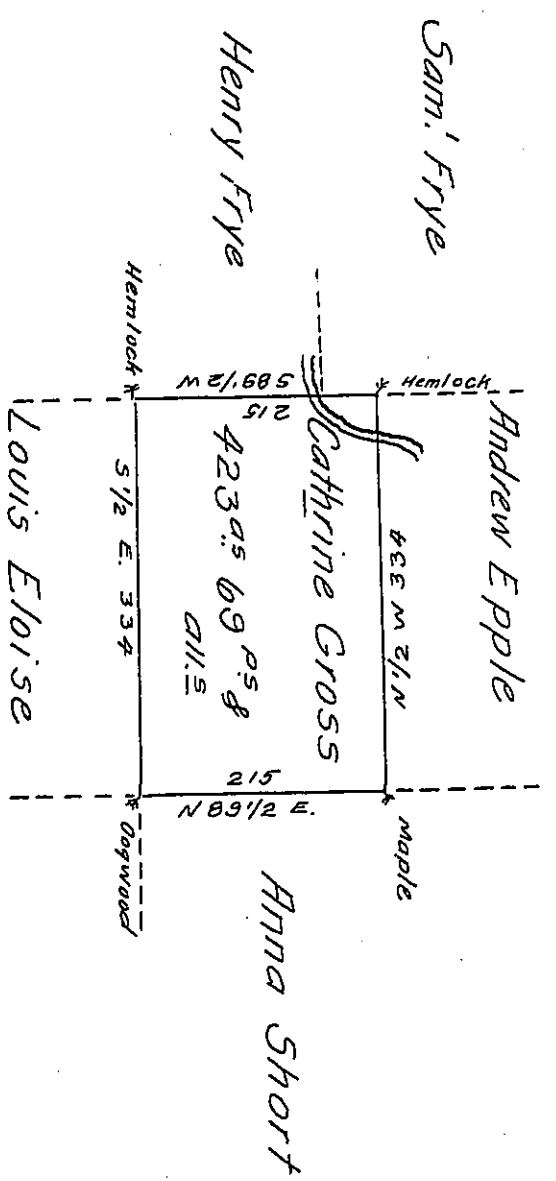 Sam.l Frye
Henry Frye
Andrew Epple
Hemlock
Hemlock
S 89 1/2 W
215
N 1/2 W 334
Cathrine Gross
423 as 69 ps &
all.s
S 1/2 E. 334
Louis Eloise
215
N 89 1/2 E.
Maple
Dogwood
Anna Short